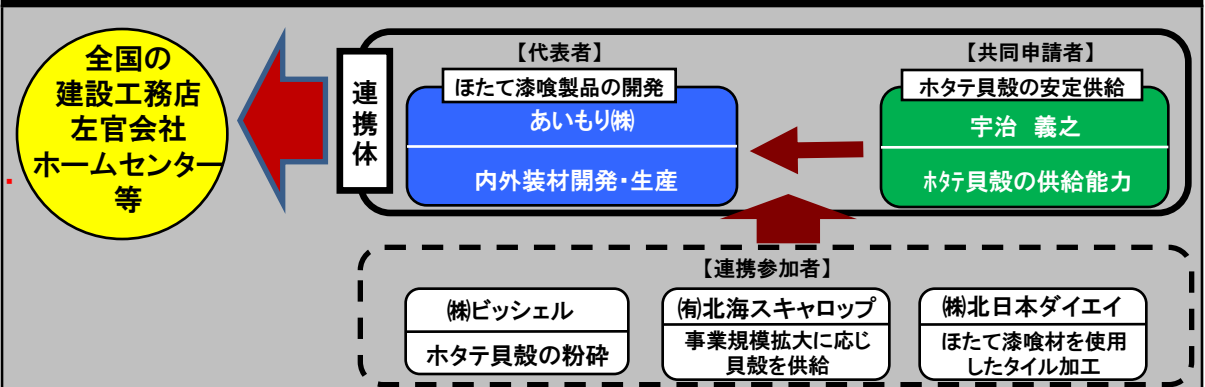 全国の
建設工務店
左官会社
ホームセンター
等
連
携
体
【代表者】
ほたて漆喰製品の開発
あいもり㈱
内外装材開発・生産
【共同申請者】
ホタテ貝殻の安定供給
宇治 義之
ﾎﾀﾃ貝殻の供給能力
【連携参加者】
㈱ビッシェル
ホタテ貝殻の粉砕
㈲北海スキャロップ
事業規模拡大に応じ
貝殻を供給
㈱北日本ダイエイ
ほたて漆喰材を使用
したタイル加工